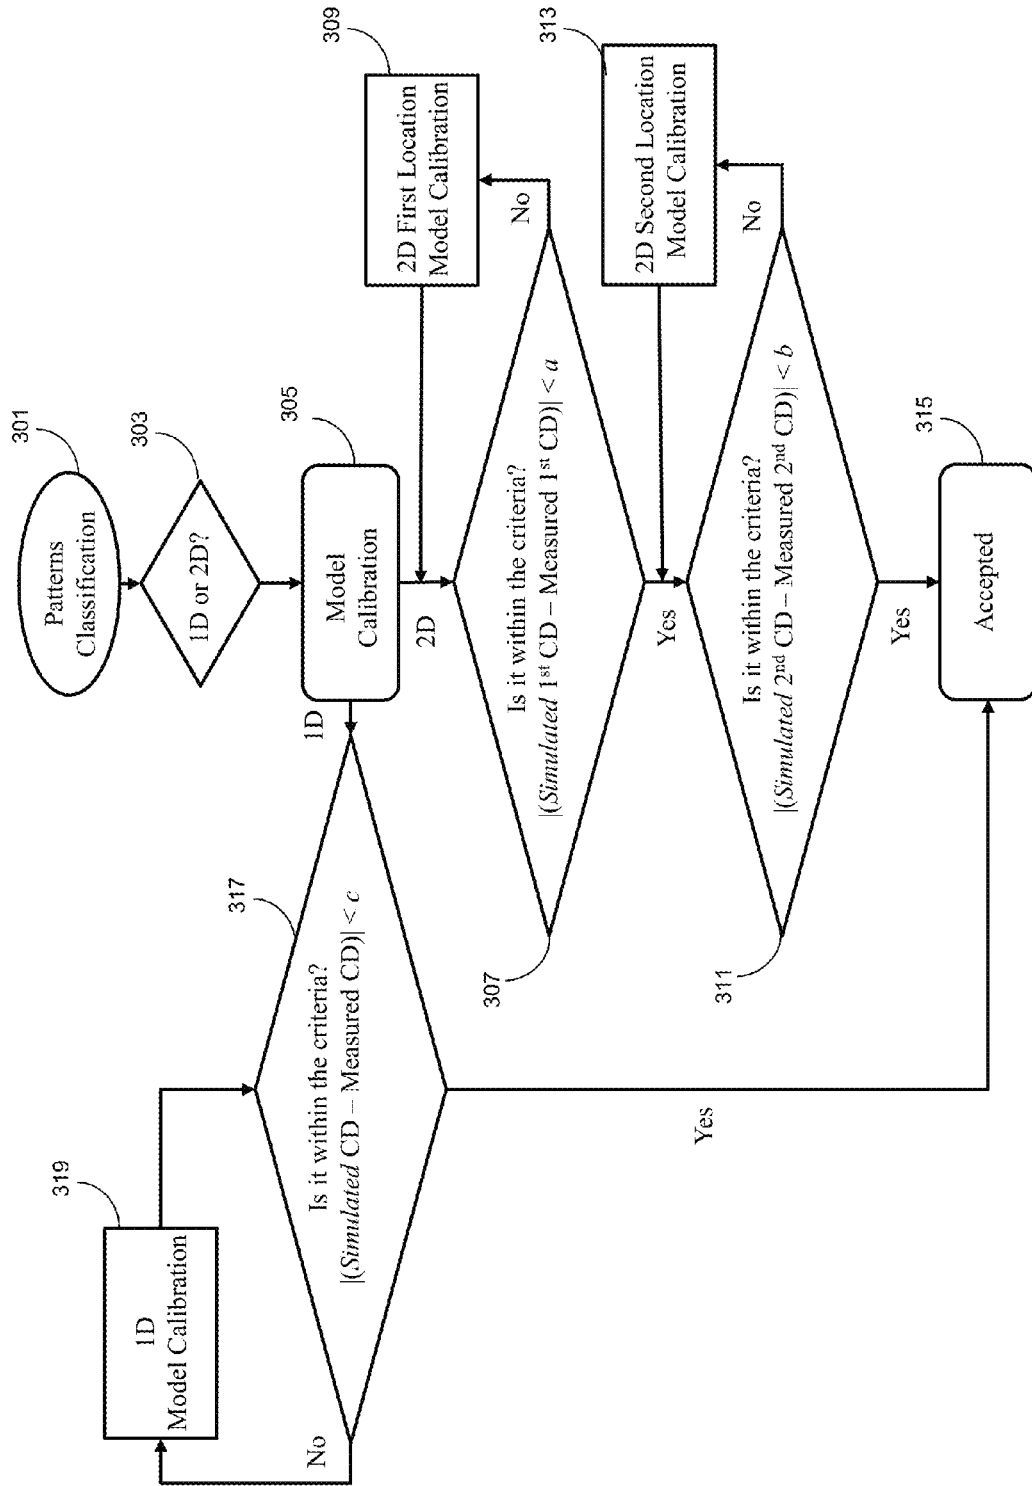 301
Patterns
Classification
303
1D or 2D?
305
Model
Calibration
1D
2D
309
2D First Location
Model Calibration
319
1D
Model Calibration
317
Is it within the criteria?
|(Simulated CD – Measured CD)| < c
No
Yes
307
Is it within the criteria?
|(Simulated 1st CD – Measured 1st CD)| < a
No
Yes
313
2D Second Location
Model Calibration
311
Is it within the criteria?
|(Simulated 2nd CD – Measured 2nd CD)| < b
No
Yes
315
Accepted